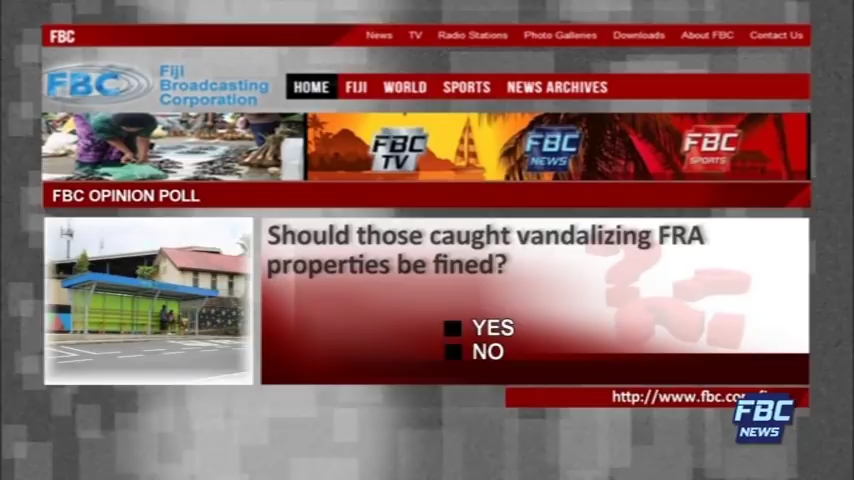 FBC
News TV Radio Stations Photo Galleries Downloads About FBC Contact Us
FBC
Fiji
Broadcasting
Corporation
HOME FIJI WORLD SPORTS NEWS ARCHIVES
FBC
TV
FBC
NEWS
FBC
SPORTS
FBC OPINION POLL
Should those caught vandalizing FRA
properties be fined?
YES
NO
http://www.fbc.co
FBC
NEWS